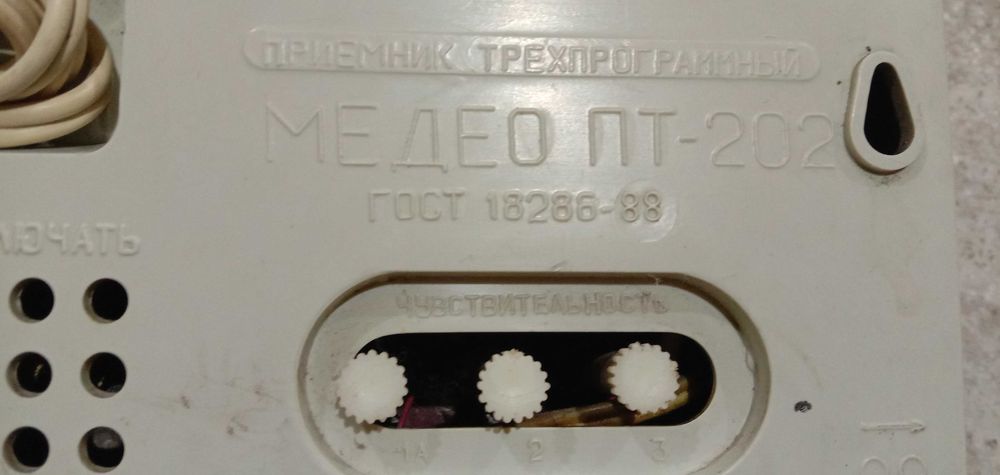 ПРИЕМНИК ТРЕХПРОГРАММНЫЙ
МЕДЕО ПТ-202
ГОСТ 18286-88
ЧУВСТВИТЕЛЬНОСТЬ
2 3